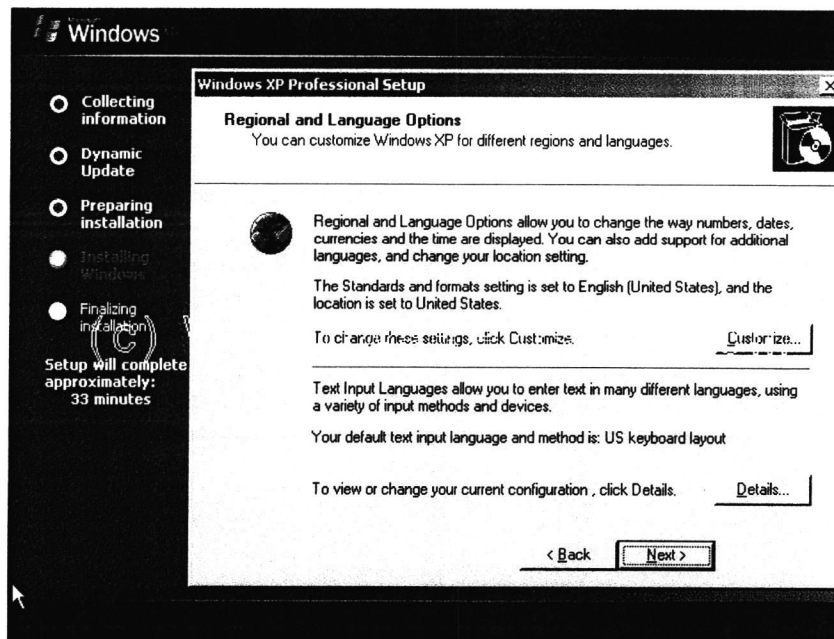 Microsoft
Windows
Collecting
information
Dynamic
Update
Preparing
installation
Installing
Windows
Finalizing
installation
(C)
Setup will complete
approximately:
33 minutes
Windows XP Professional Setup
Regional and Language Options
You can customize Windows XP for different regions and languages.
Regional and Language Options allow you to change the way numbers, dates,
currencies and the time are displayed. You can also add support for additional
languages, and change your location setting.
The Standards and formats setting is set to English (United States), and the
location is set to United States.
To change these settings, click Customize.
Customize...
Text Input Languages allow you to enter text in many different languages, using
a variety of input methods and devices.
Your default text input language and method is: US keyboard layout
To view or change your current configuration , click Details.
Details...
< Back
Next >